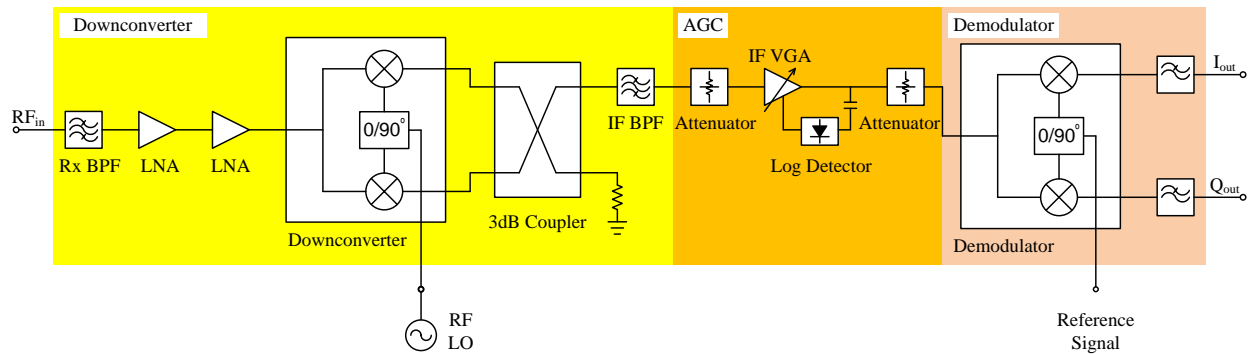 Downconverter
AGC
Demodulator
RFin
Rx BPF
LNA
LNA
0/90°
Downconverter
RF
LO
3dB Coupler
IF BPF
Attenuator
IF VGA
Log Detector
Attenuator
0/90°
Demodulator
Reference
Signal
Iout
Qout